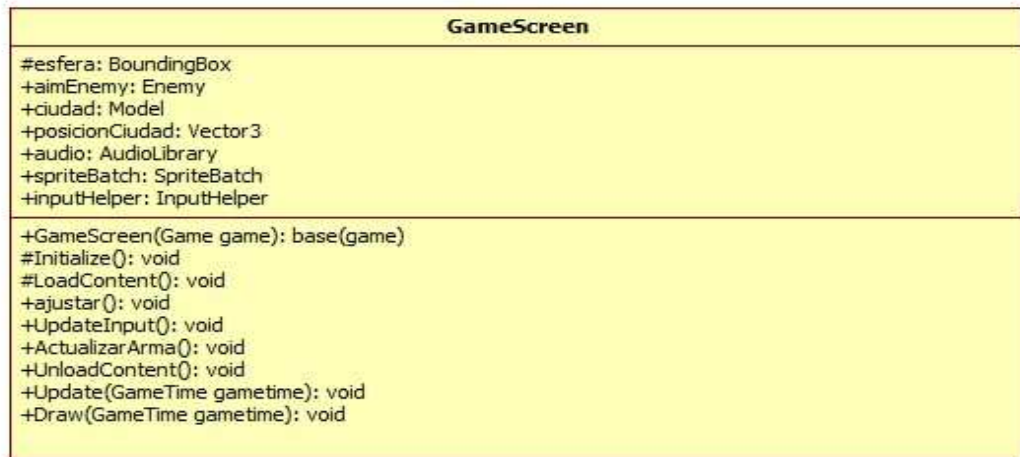 GameScreen
#esfera: BoundingBox
+aimEnemy: Enemy
+ciudad: Model
+posicionCiudad: Vector3
+audio: AudioLibrary
+spriteBatch: SpriteBatch
+inputHelper: InputHelper
+GameScreen(Game game): base(game)
#Initialize(): void
#LoadContent(): void
+ajustar(): void
+UpdateInput(): void
+ActualizarArma(): void
+UnloadContent(): void
+Update(GameTime gametime): void
+Draw(GameTime gametime): void